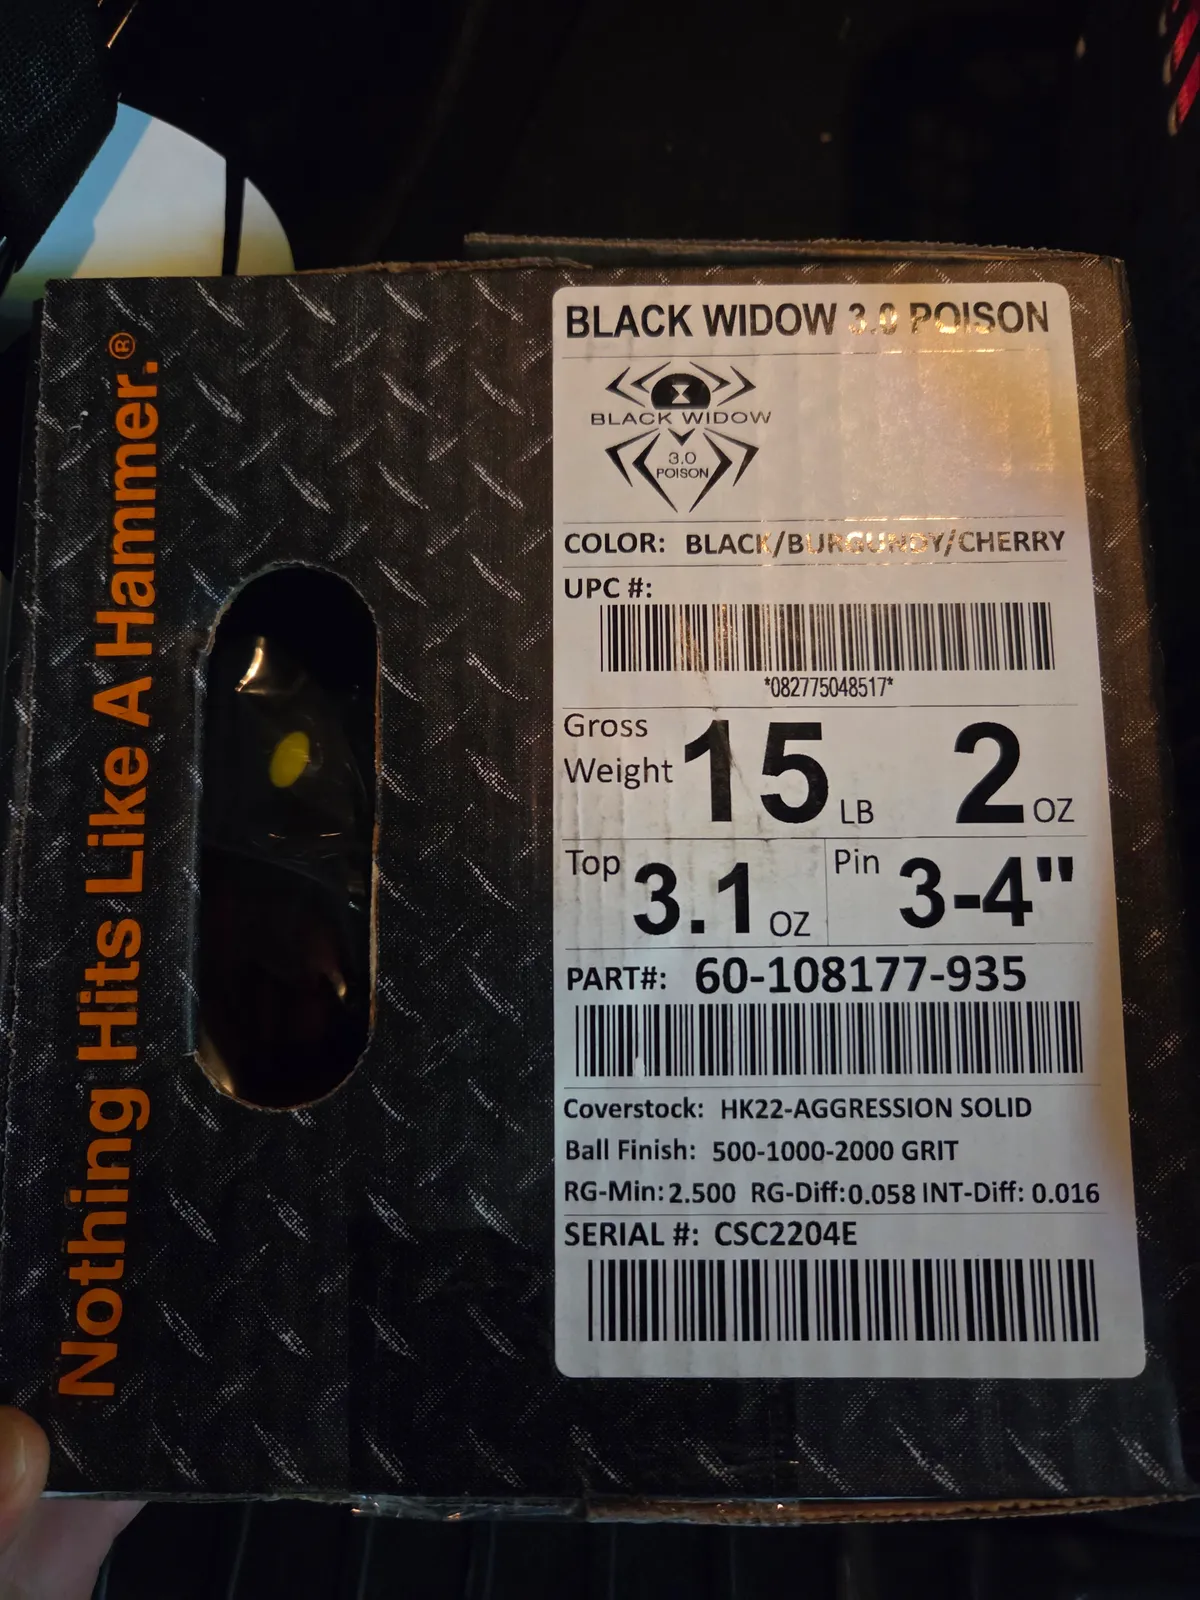 Nothing Hits Like A Hammer.®
BLACK WIDOW 3.0 POISON
BLACK WIDOW
3.0
POISON
COLOR: BLACK/BURGUNDY/CHERRY
UPC #:
*082775048517*
Gross Weight 15 LB 2 OZ
Top 3.1 OZ Pin 3-4"
PART#: 60-108177-935
Coverstock: HK22-AGGRESSION SOLID
Ball Finish: 500-1000-2000 GRIT
RG-Min: 2.500 RG-Diff: 0.058 INT-Diff: 0.016
SERIAL #: CSC2204E